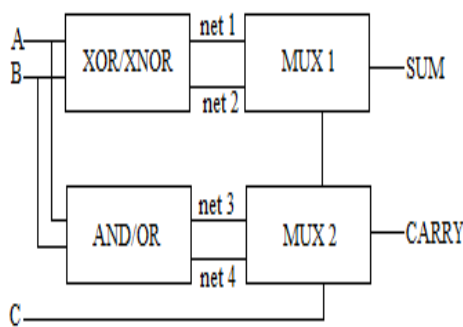 A
B
XOR/XNOR
net 1
net 2
MUX 1
SUM
AND/OR
net 3
net 4
MUX 2
CARRY
C